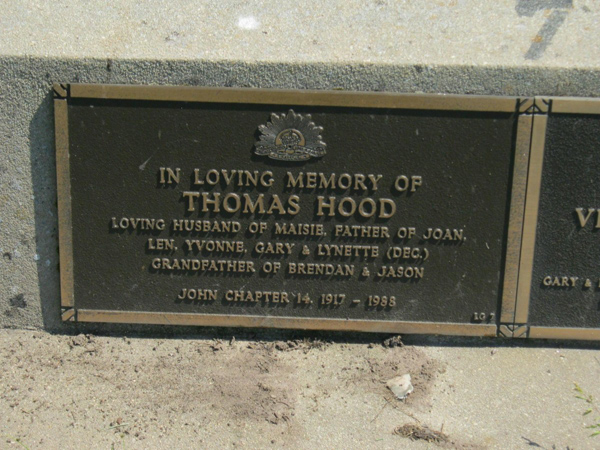 IN LOVING MEMORY OF
THOMAS HOOD
LOVING HUSBAND OF MAISIE, FATHER OF JOAN,
LEN, YVONNE, GARY & LYNETTE (DEC.)
GRANDFATHER OF BRENDAN & JASON
JOHN CHAPTER 14. 1917 - 1988
GARY &